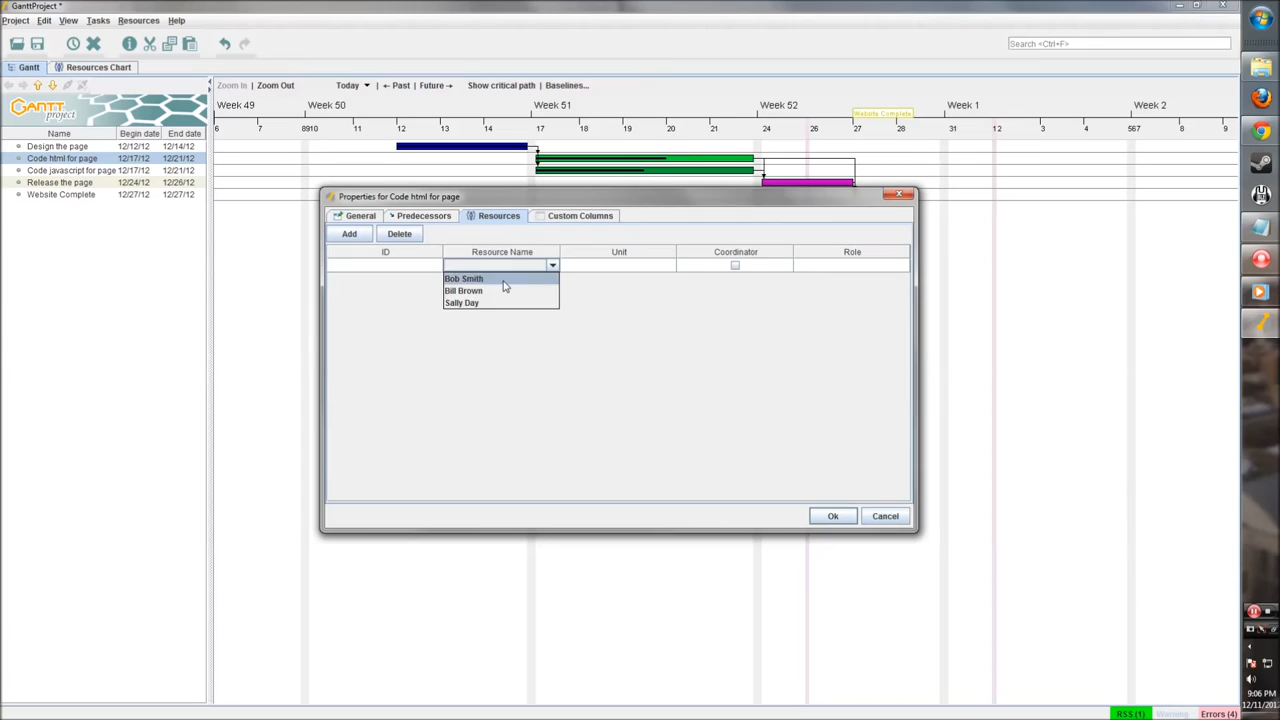 GanttProject *
Project Edit View Tasks Resources Help
Search <Ctrl+F>
Gantt Resources Chart
Zoom In | Zoom Out Today ← Past Future → Show critical path Baselines...
GANTT project
Week 49 Week 50 Week 51 Week 52 Week 1 Week 2
Website Complete
6 7 8910 12 13 14 17 18 19 20 21 24 26 27 28 31 1 2 3 4 567 8 9
Name Begin date End date
Design the page 12/12/12 12/14/12
Code html for page 12/17/12 12/21/12
Code javascript for page 12/17/12 12/21/12
Release the page 12/24/12 12/26/12
Website Complete 12/27/12 12/27/12
Properties for Code html for page
General Predecessors Resources Custom Columns
Add Delete
ID Resource Name Unit Coordinator Role
Bob Smith
Bill Brown
Sally Day
Ok Cancel
9:06 PM
12/11/201
RSS (1) Warning Errors (4)